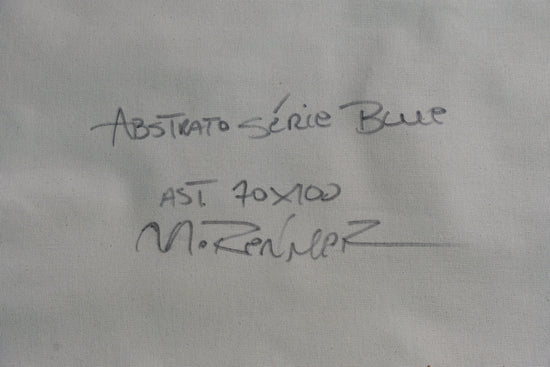 Abstrato série Blue
AST 70x100
M. Renner